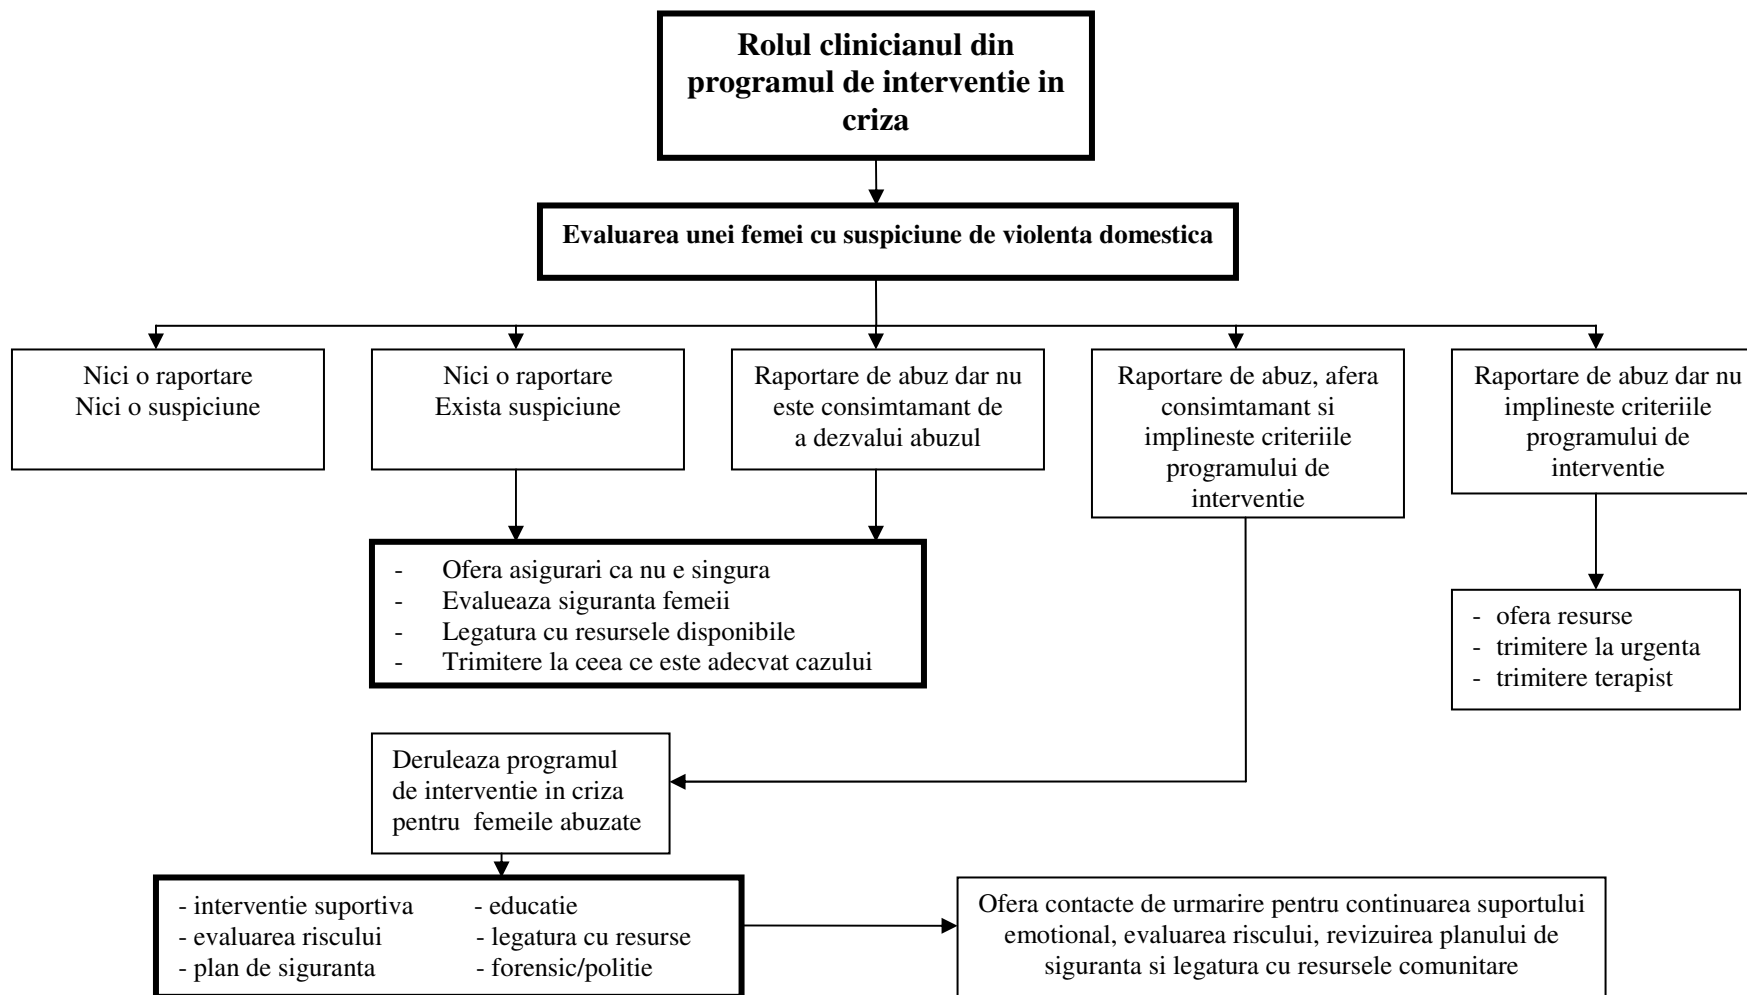 Rolul clinicianul din
programul de interventie in
criza
Evaluarea unei femei cu suspiciune de violenta domestica
Nici o raportare
Nici o suspiciune
Nici o raportare
Exista suspiciune
Raportare de abuz dar nu
este consimtamant de
a dezvalui abuzul
Raportare de abuz, afera
consimtamant si
implineste criteriile
programului de
interventie
Raportare de abuz dar nu
implineste criteriile
programului de
interventie
- Ofera asigurari ca nu e singura
- Evalueaza siguranta femeii
- Legatura cu resursele disponibile
- Trimitere la ceea ce este adecvat cazului
- ofera resurse
- trimitere la urgenta
- trimitere terapist
Deruleaza programul
de interventie in criza
pentru femeile abuzate
- interventie suportiva - educatie
- evaluarea riscului - legatura cu resurse
- plan de siguranta - forensic/politie
Ofera contacte de urmarire pentru continuarea suportului
emotional, evaluarea riscului, revizuirea planului de
siguranta si legatura cu resursele comunitare